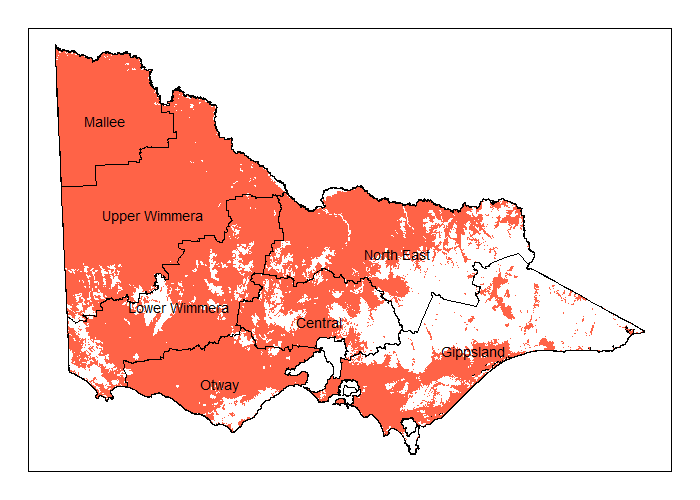 Mallee
Upper Wimmera
North East
Lower Wimmera
Central
Gippsland
Otway